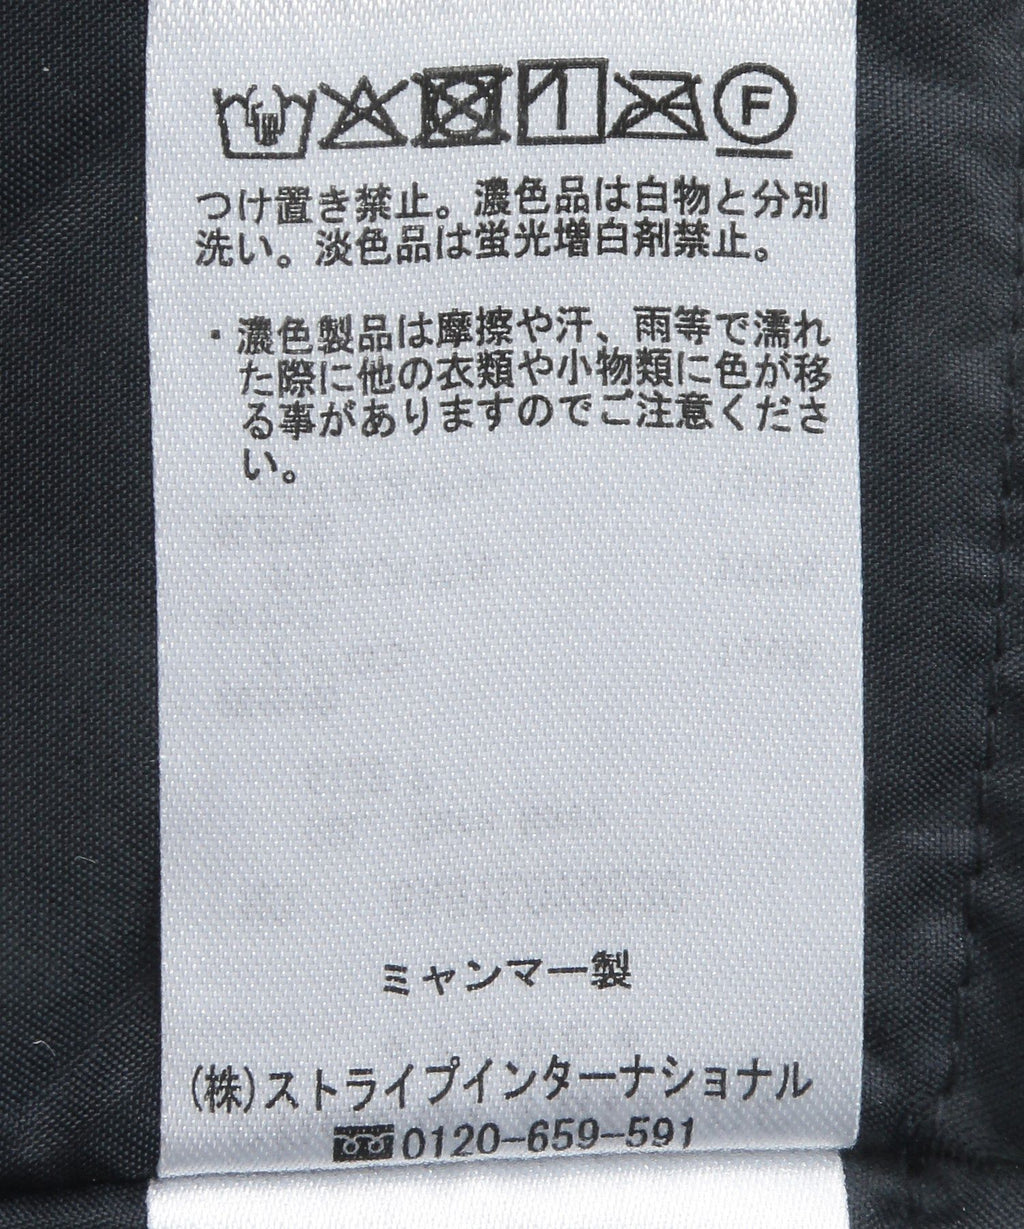 F
つけ置き禁止。濃色品は白物と分別
洗い。淡色品は蛍光増白剤禁止。
・濃色製品は摩擦や汗、雨等で濡れ
た際に他の衣類や小物類に色が移
る事がありますのでご注意くださ
い。
ミャンマー製
(株)ストライプインターナショナル
0120-659-591